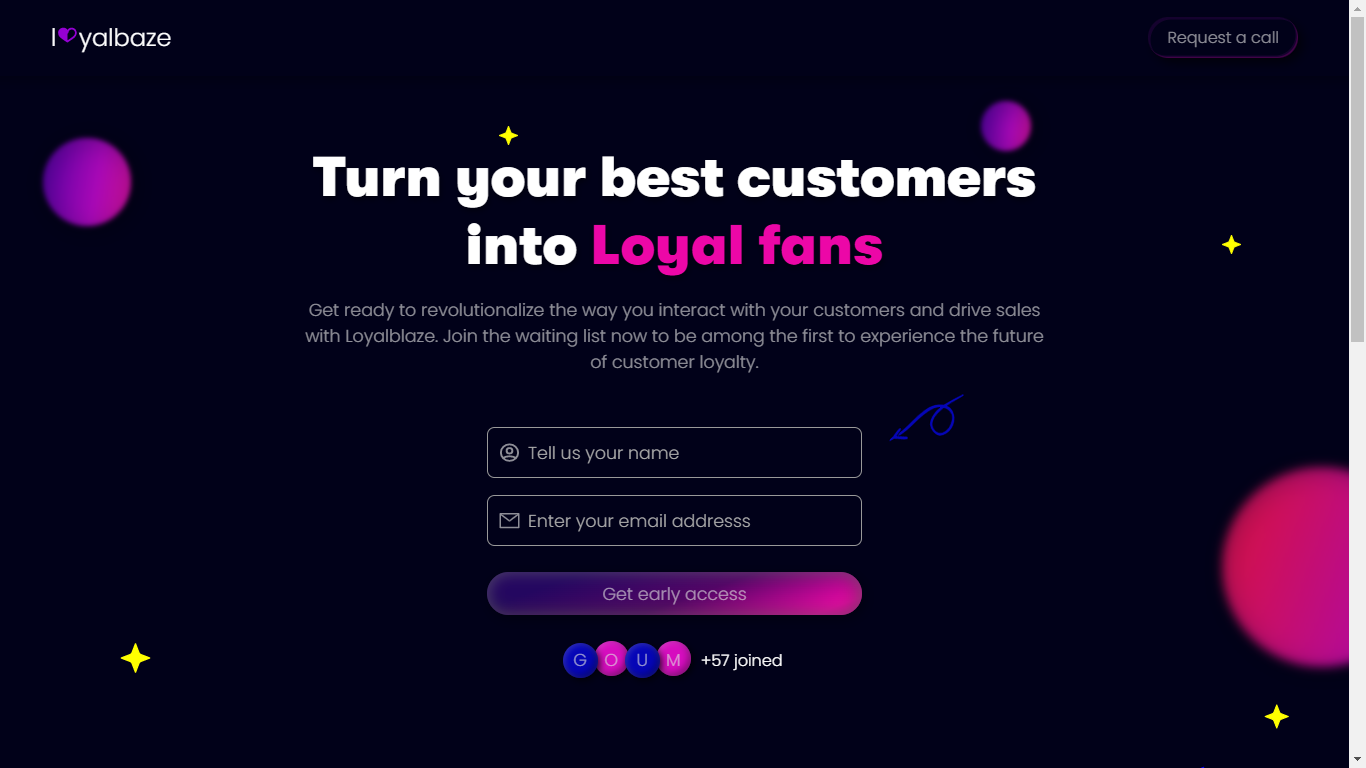 l yalbaze
Request a call
Turn your best customers
into Loyal fans
Get ready to revolutionalize the way you interact with your customers and drive sales
with Loyalblaze. Join the waiting list now to be among the first to experience the future
of customer loyalty.
Tell us your name
Enter your email addresss
Get early access
G O U M +57 joined